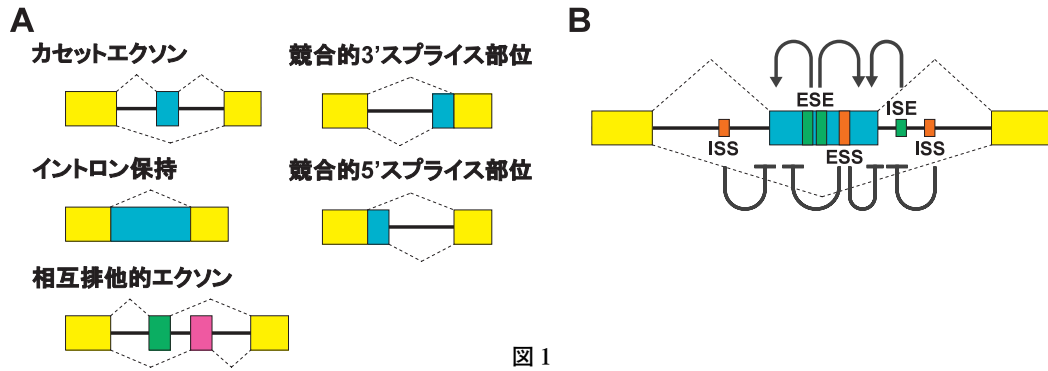 A
カセットエクソン
競合的3’スプライス部位
イントロン保持
競合的5’スプライス部位
相互排他的エクソン
B
ESE
ISE
ISS
ESS
ISS
図 1